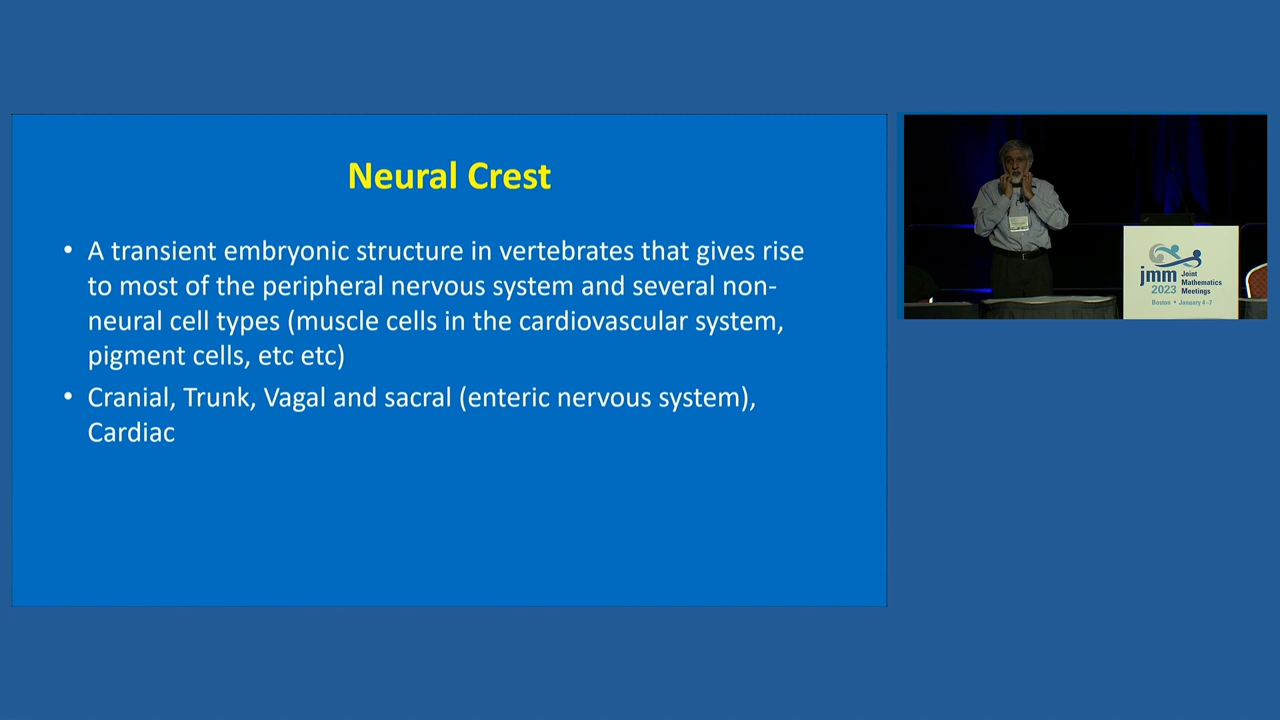 Neural Crest
• A transient embryonic structure in vertebrates that gives rise
to most of the peripheral nervous system and several non-
neural cell types (muscle cells in the cardiovascular system,
pigment cells, etc etc)
• Cranial, Trunk, Vagal and sacral (enteric nervous system),
Cardiac
jmm
2023
Joint
Mathematics
Meetings
Boston • January 4–7